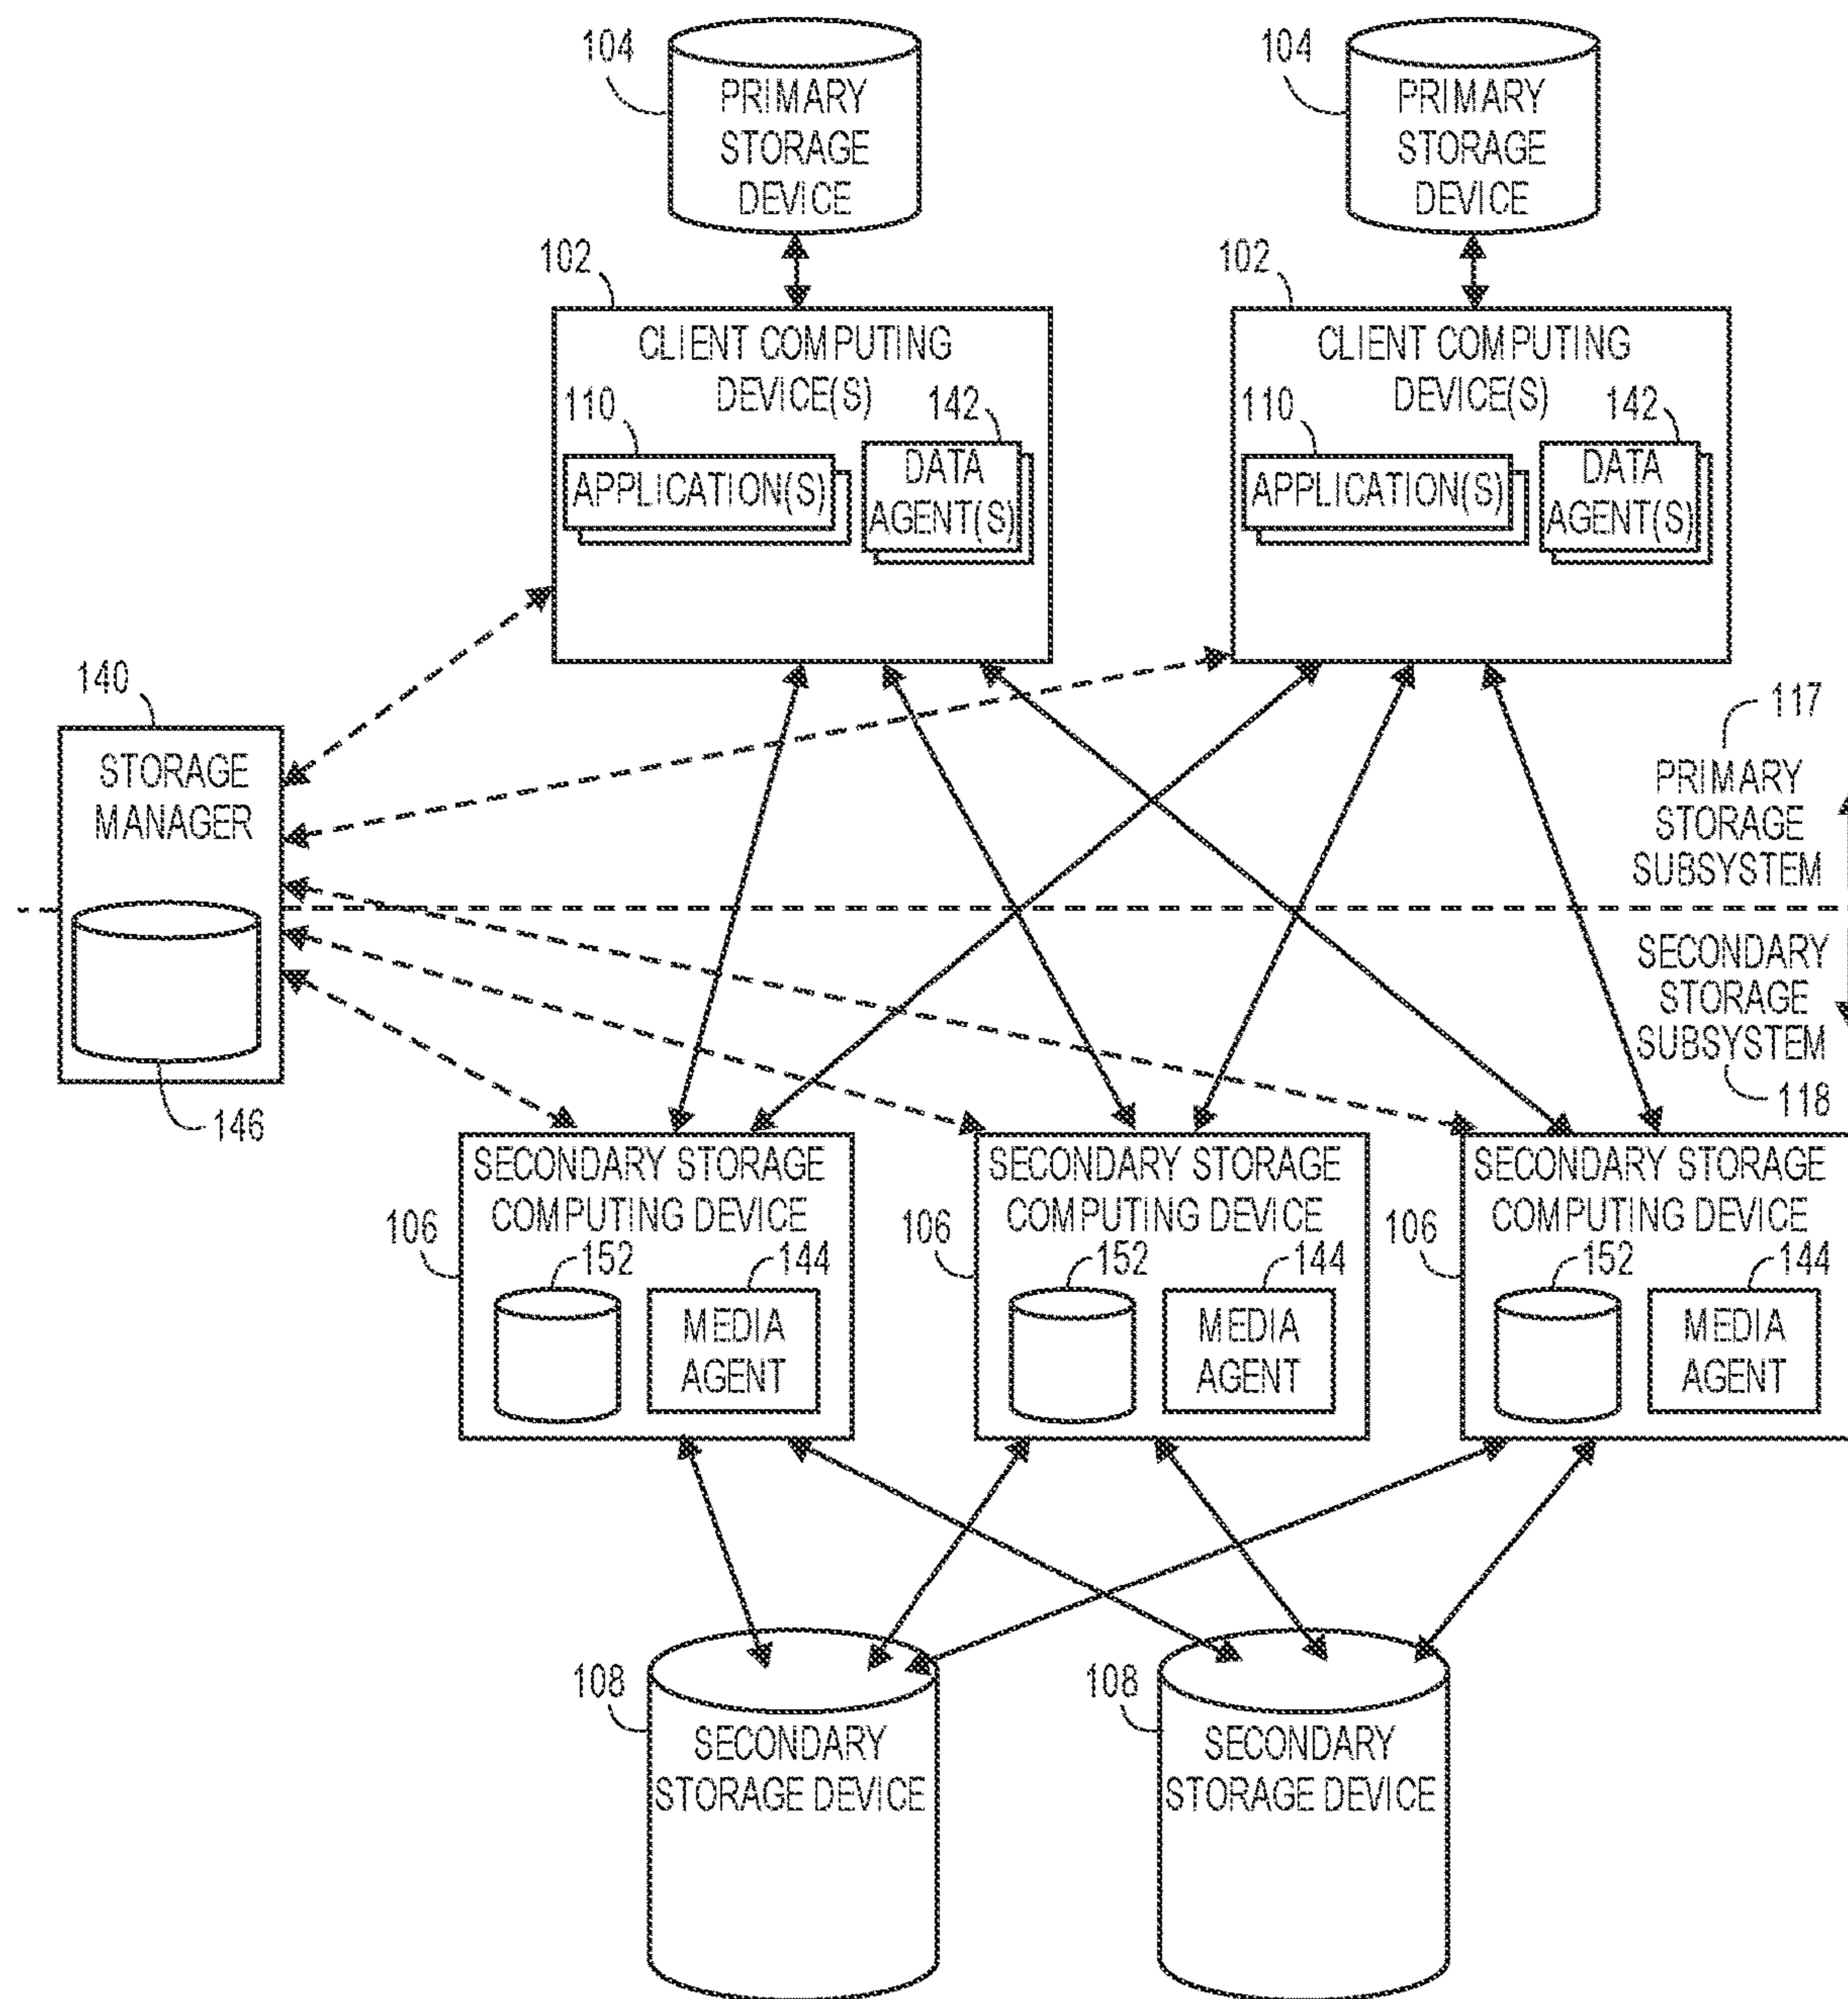 104
PRIMARY
STORAGE
DEVICE
104
PRIMARY
STORAGE
DEVICE
102
CLIENT COMPUTING
DEVICE(S)
110
142
APPLICATION(S)
DATA
AGENT(S)
102
CLIENT COMPUTING
DEVICE(S)
110
142
APPLICATION(S)
DATA
AGENT(S)
140
STORAGE
MANAGER
146
117
PRIMARY
STORAGE
SUBSYSTEM
SECONDARY
STORAGE
SUBSYSTEM
118
SECONDARY STORAGE
COMPUTING DEVICE
106
152
144
MEDIA
AGENT
SECONDARY STORAGE
COMPUTING DEVICE
106
152
144
MEDIA
AGENT
SECONDARY STORAGE
COMPUTING DEVICE
106
152
144
MEDIA
AGENT
108
SECONDARY
STORAGE DEVICE
108
SECONDARY
STORAGE DEVICE